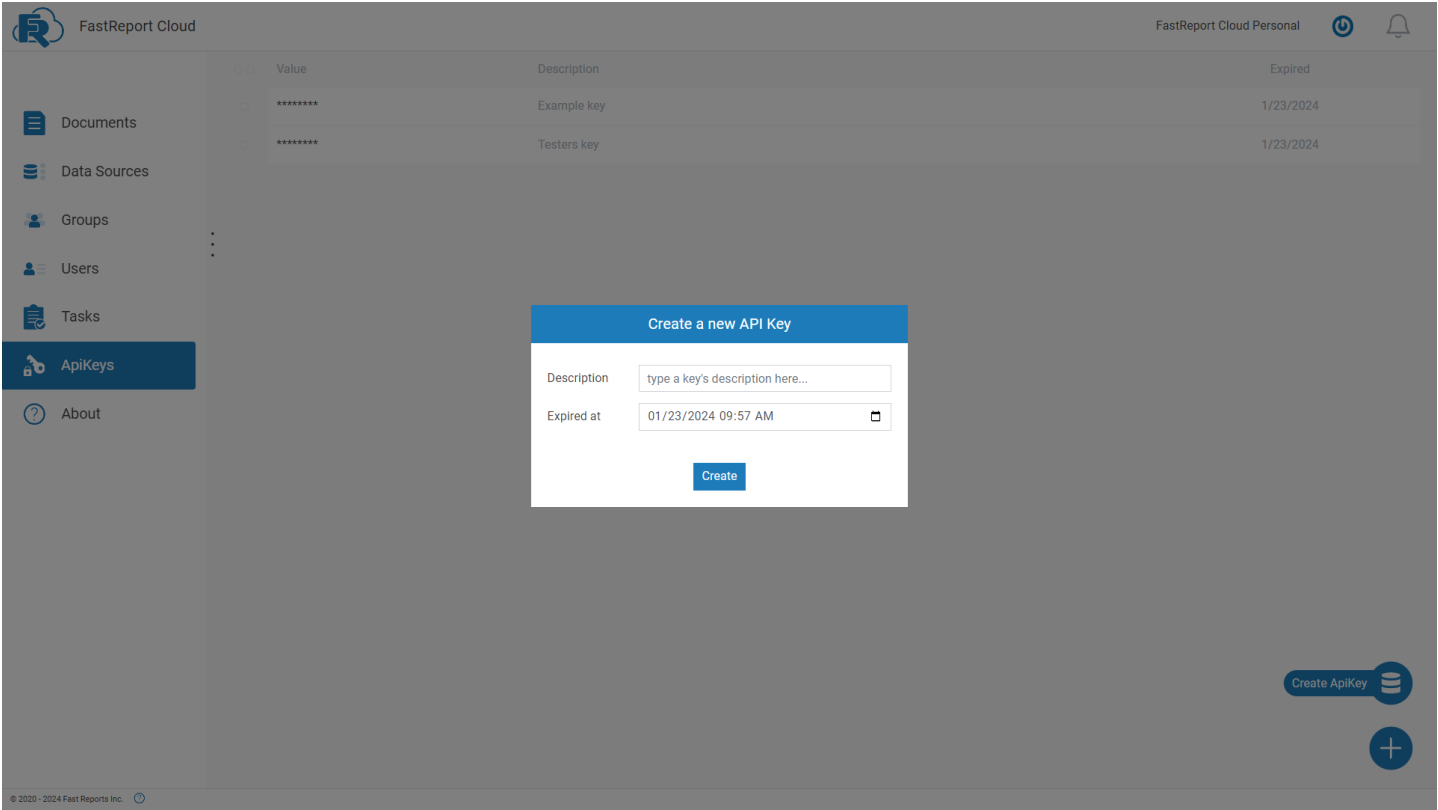 FastReport Cloud
FastReport Cloud Personal
Value Description Expired
******** Example key 1/23/2024
******** Testers key 1/23/2024
Documents
Data Sources
Groups
Users
Tasks
ApiKeys
About
Create a new API Key
Description type a key's description here...
Expired at 01/23/2024 09:57 AM
Create
Create ApiKey
© 2020 - 2024 Fast Reports Inc. ?